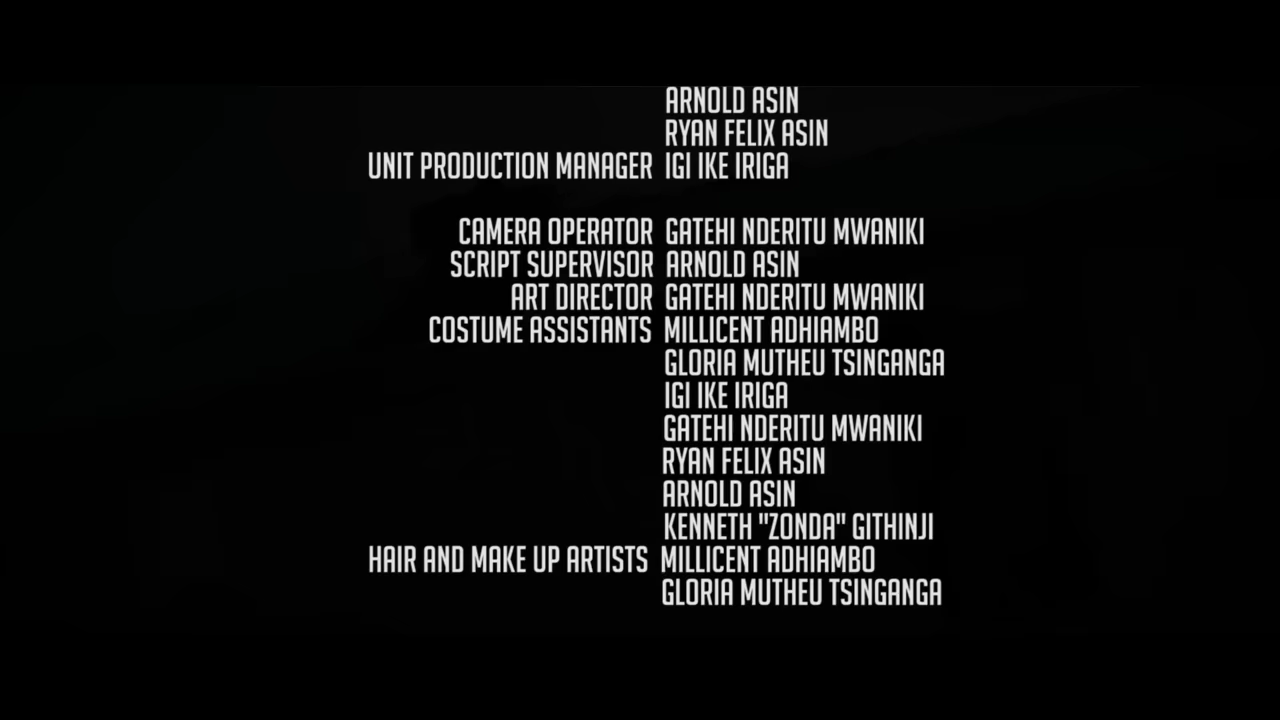 ARNOLD ASIN
RYAN FELIX ASIN
UNIT PRODUCTION MANAGER IGI IKE IRIGA
CAMERA OPERATOR GATEHI NDERITU MWANIKI
SCRIPT SUPERVISOR ARNOLD ASIN
ART DIRECTOR GATEHI NDERITU MWANIKI
COSTUME ASSISTANTS MILLICENT ADHIAMBO
GLORIA MUTHEU TSINGANGA
IGI IKE IRIGA
GATEHI NDERITU MWANIKI
RYAN FELIX ASIN
ARNOLD ASIN
KENNETH "ZONDA" GITHINJI
HAIR AND MAKE UP ARTISTS MILLICENT ADHIAMBO
GLORIA MUTHEU TSINGANGA